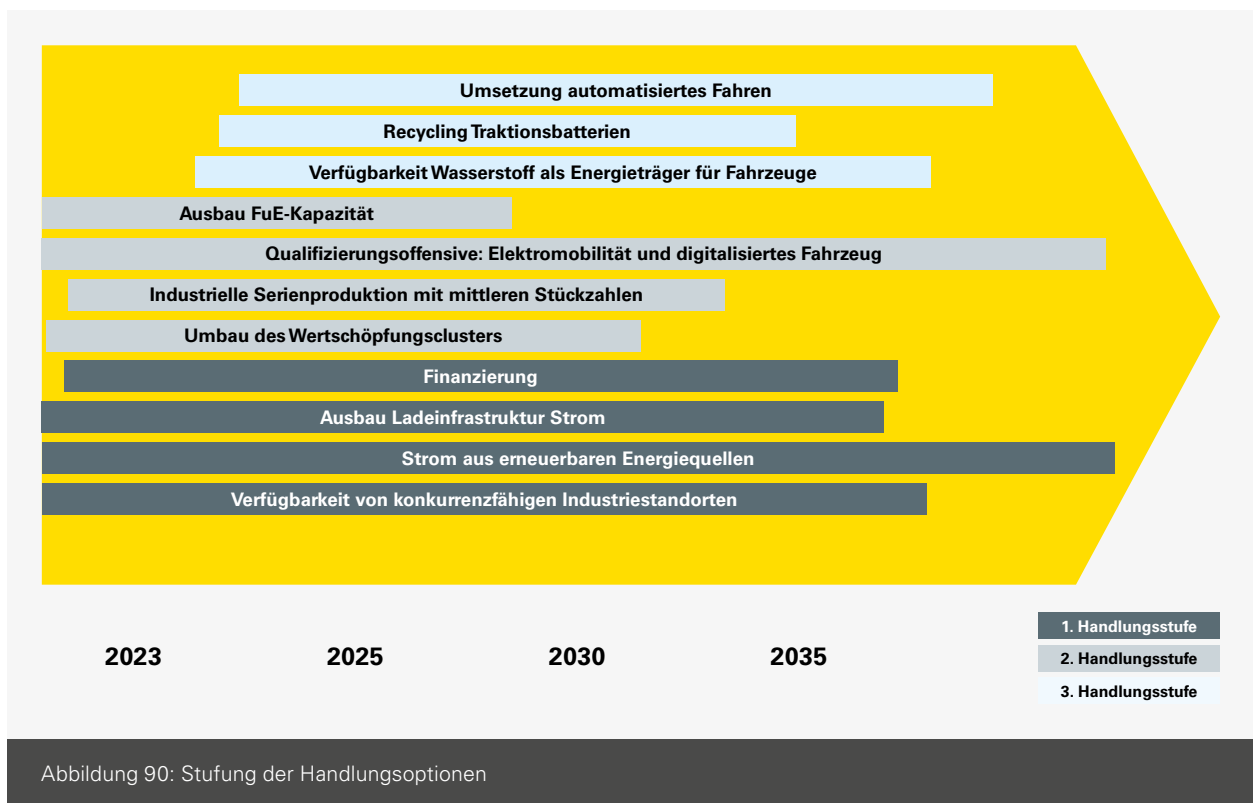 Umsetzung automatisiertes Fahren
Recycling Traktionsbatterien
Verfügbarkeit Wasserstoff als Energieträger für Fahrzeuge
Ausbau FuE-Kapazität
Qualifizierungsoffensive: Elektromobilität und digitalisiertes Fahrzeug
Industrielle Serienproduktion mit mittleren Stückzahlen
Umbau des Wertschöpfungsclusters
Finanzierung
Ausbau Ladeinfrastruktur Strom
Strom aus erneuerbaren Energiequellen
Verfügbarkeit von konkurrenzfähigen Industriestandorten
2023 2025 2030 2035
1. Handlungsstufe
2. Handlungsstufe
3. Handlungsstufe
Abbildung 90: Stufung der Handlungsoptionen